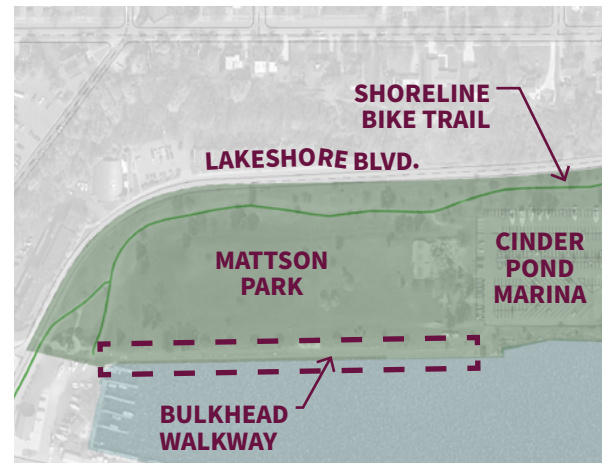 SHORELINE
BIKE TRAIL
LAKESHORE BLVD.
MATTSON
PARK
CINDER
POND
MARINA
BULKHEAD
WALKWAY